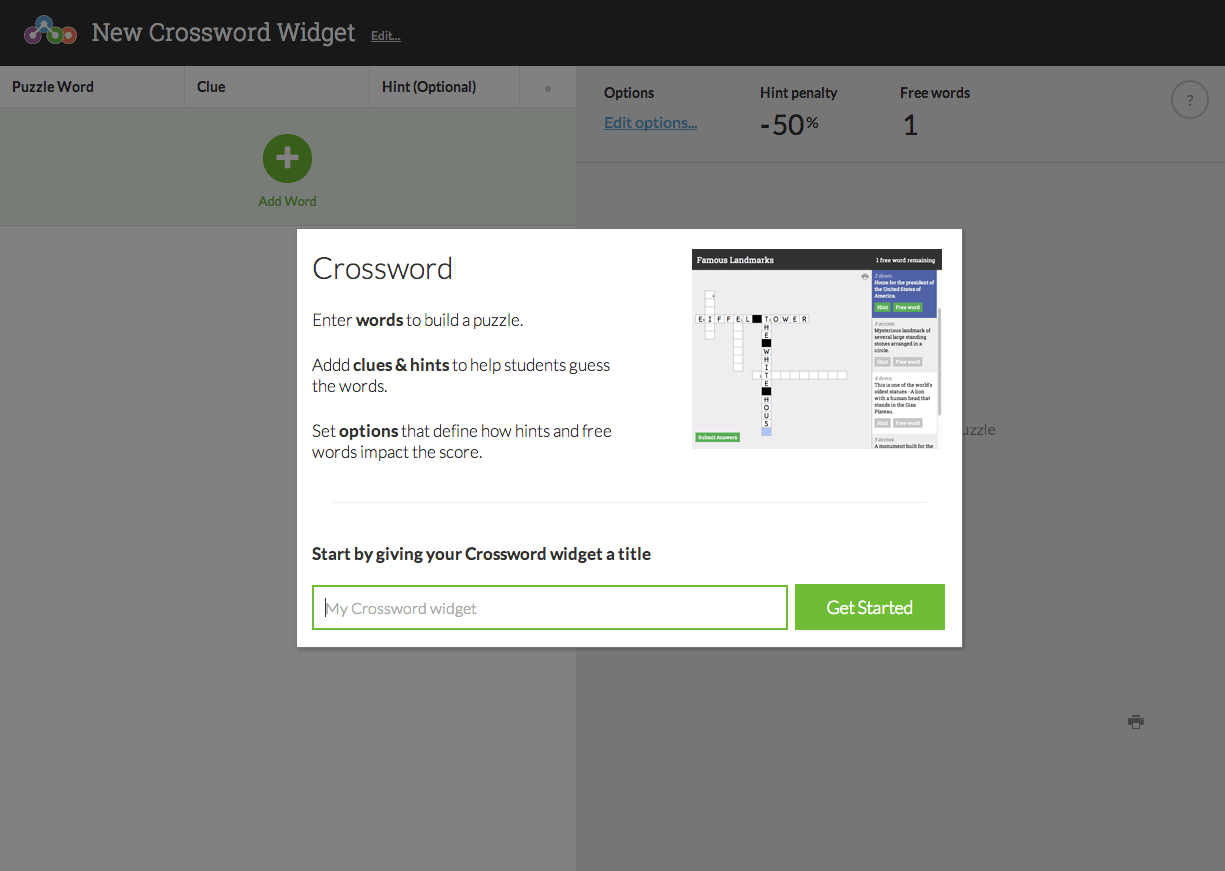 New Crossword Widget Edit...
Puzzle Word Clue Hint (Optional)
Options Hint penalty Free words
Edit options... -50% 1
?
Add Word
Crossword
Enter words to build a puzzle.
Addd clues & hints to help students guess
the words.
Set options that define how hints and free
words impact the score.
Famous Landmarks 1 free word remaining
2 down:
Home for the president of
the United States of
America.
Hint Free word
3 across:
Mysterious landmark of
several large standing
stones arranged in a
circle.
Hint Free word
4 down:
This is one of the world's
oldest statues - A lion
with a human head that
stands in the Giza
Plateau.
Hint Free word
5 across:
A monument built for the
EIFFEL TOWER
THE WHITE HOUS
Submit Answers
uzzle
Start by giving your Crossword widget a title
My Crossword widget
Get Started